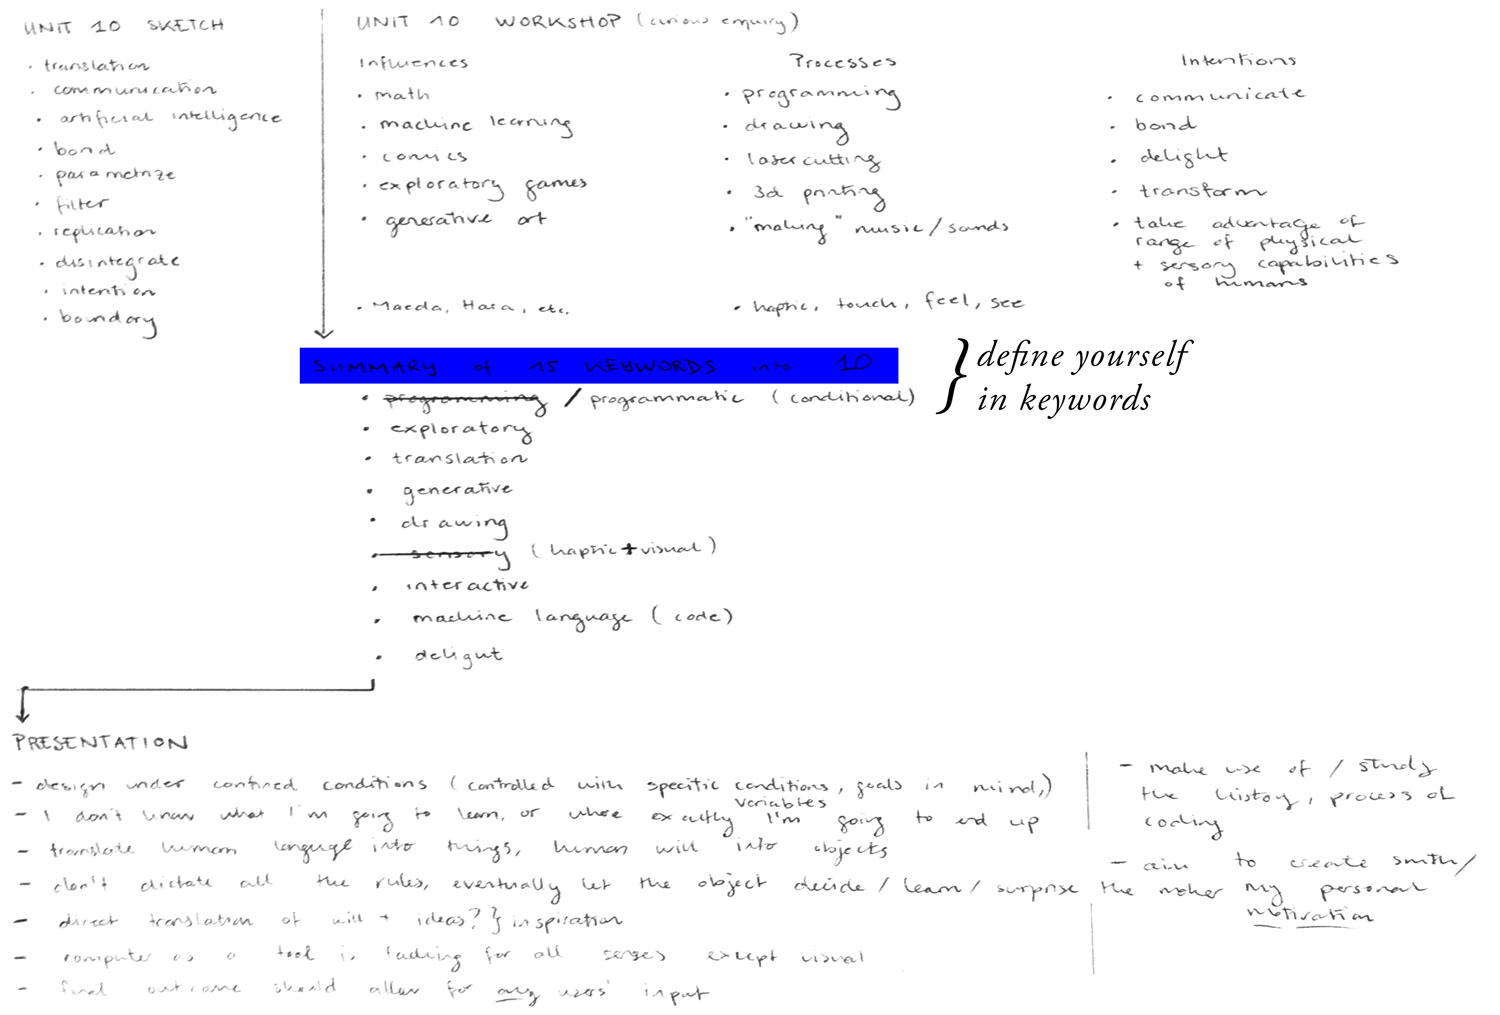 UNIT 10 SKETCH
· translation
· communication
· artificial intelligence
· bond
· parametrize
· filter
· replication
· disintegrate
· intention
· boundary
UNIT 10 WORKSHOP (curious enquiry)
Influences
· math
· machine learning
· comics
· exploratory games
· generative art
· Maeda, Hara, etc.
Processes
· programming
· drawing
· lasercutting
· 3d printing
· "making" music/sounds
· haptic, touch, feel, see
Intentions
· communicate
· bond
· delight
· transform
· take advantage of
range of physical
+ sensory capabilities
of humans
SUMMARY of 15 KEYWORDS into 10
· programming / programmatic (conditional)
· exploratory
· translation
· generative
· drawing
· sensory (haptic+visual)
· interactive
· machine language (code)
· delight
} define yourself
in keywords
PRESENTATION
- design under confined conditions (controlled with specific conditions, goals in mind,)
variables
- I don't know what I'm going to learn, or where exactly I'm going to end up
- translate human language into things, human will into objects
- don't dictate all the rules, eventually let the object decide / learn / surprise the maker
- direct translation of will + ideas? } inspiration
- computer as a tool is lacking for all senses except visual
- final outcome should allow for any users' input
- make use of / study
the history, process of
coding
- aim to create smth/
my personal
motivation